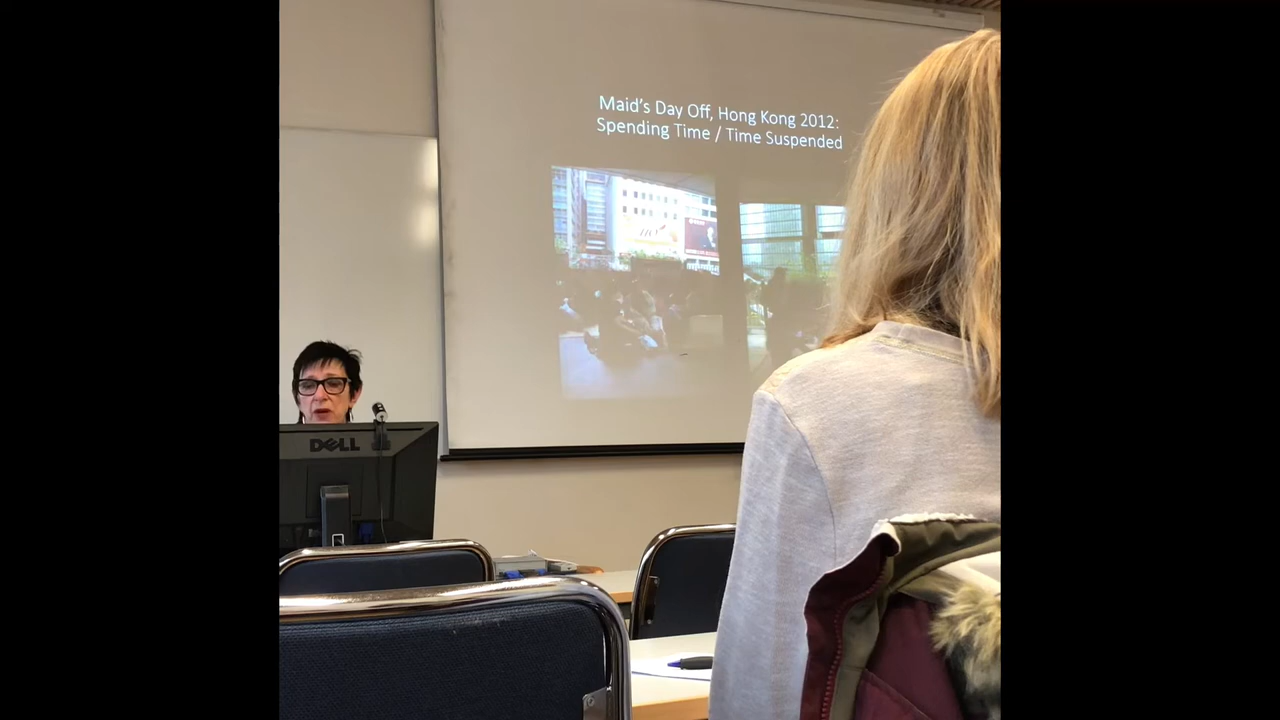 Maid's Day Off, Hong Kong 2012:
Spending Time / Time Suspended
DELL